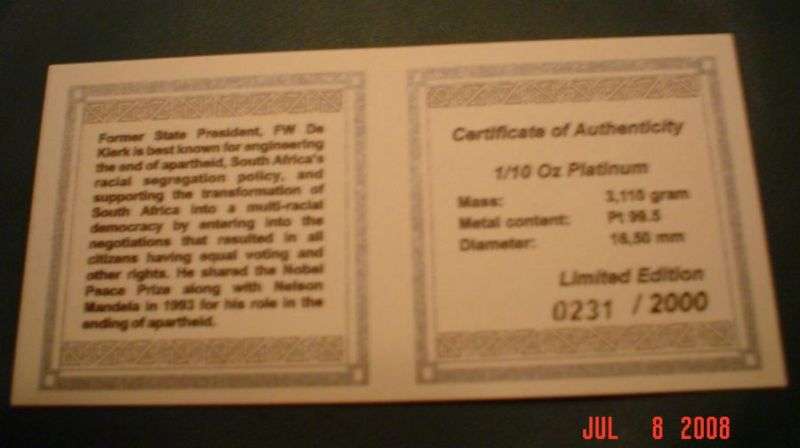 Former State President, FW De
Klerk is best known for engineering
the end of apartheid, South Africa's
racial segregation policy, and
supporting the transformation of
South Africa into a multi-racial
democracy by entering into the
negotiations that resulted in all
citizens having equal voting and
other rights. He shared the Nobel
Peace Prize along with Nelson
Mandela in 1993 for his role in the
ending of apartheid.
Certificate of Authenticity
1/10 Oz Platinum
Mass: 3,110 gram
Metal content: Pt 99.5
Diameter: 16,50 mm
Limited Edition
0231 / 2000
JUL 8 2008